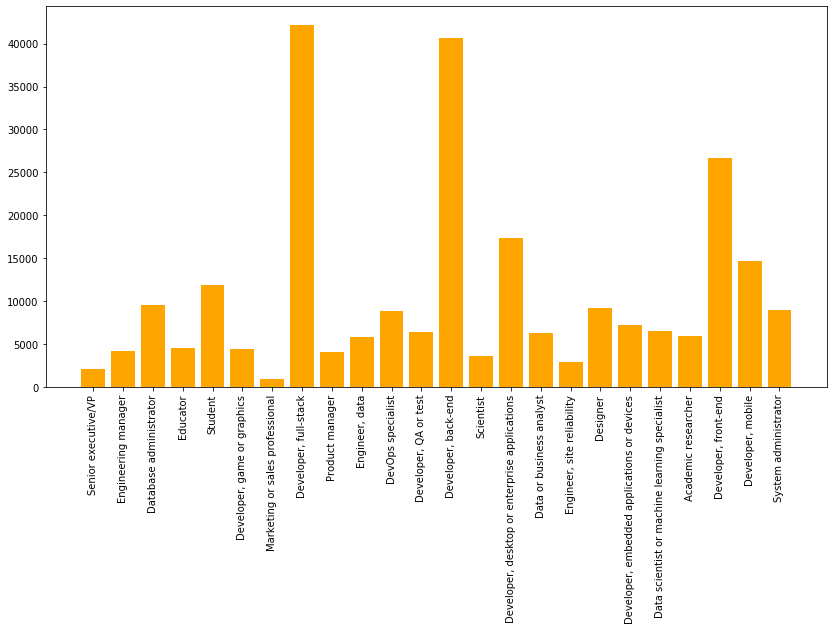 40000
35000
30000
25000
20000
15000
10000
5000
0
Senior executive/VP
Engineering manager
Database administrator
Educator
Student
Developer, game or graphics
Marketing or sales professional
Developer, full-stack
Product manager
Engineer, data
DevOps specialist
Developer, QA or test
Developer, back-end
Scientist
Developer, desktop or enterprise applications
Data or business analyst
Engineer, site reliability
Designer
Developer, embedded applications or devices
Data scientist or machine learning specialist
Academic researcher
Developer, front-end
Developer, mobile
System administrator